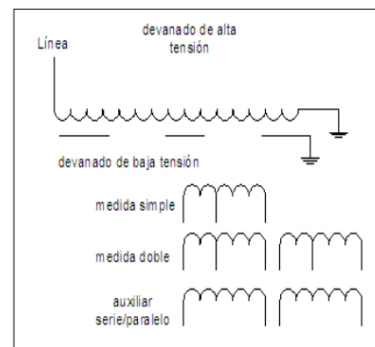 devanado de alta
tensión
Línea
devanado de baja tensión
medida simple
medida doble
auxiliar
serie/paralelo